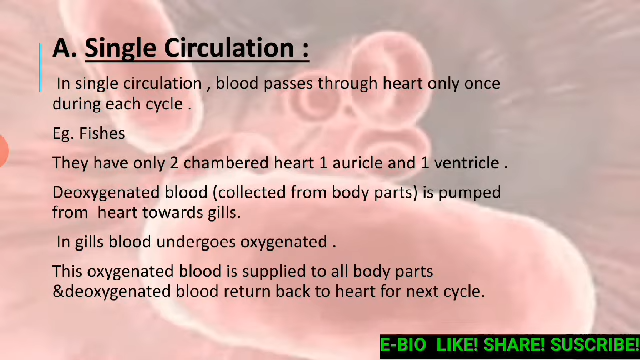 A. Single Circulation :
In single circulation , blood passes through heart only once
during each cycle .
Eg. Fishes
They have only 2 chambered heart 1 auricle and 1 ventricle .
Deoxygenated blood (collected from body parts) is pumped
from heart towards gills.
In gills blood undergoes oxygenated .
This oxygenated blood is supplied to all body parts
&deoxygenated blood return back to heart for next cycle.
E-BIO LIKE! SHARE! SUSCRIBE!